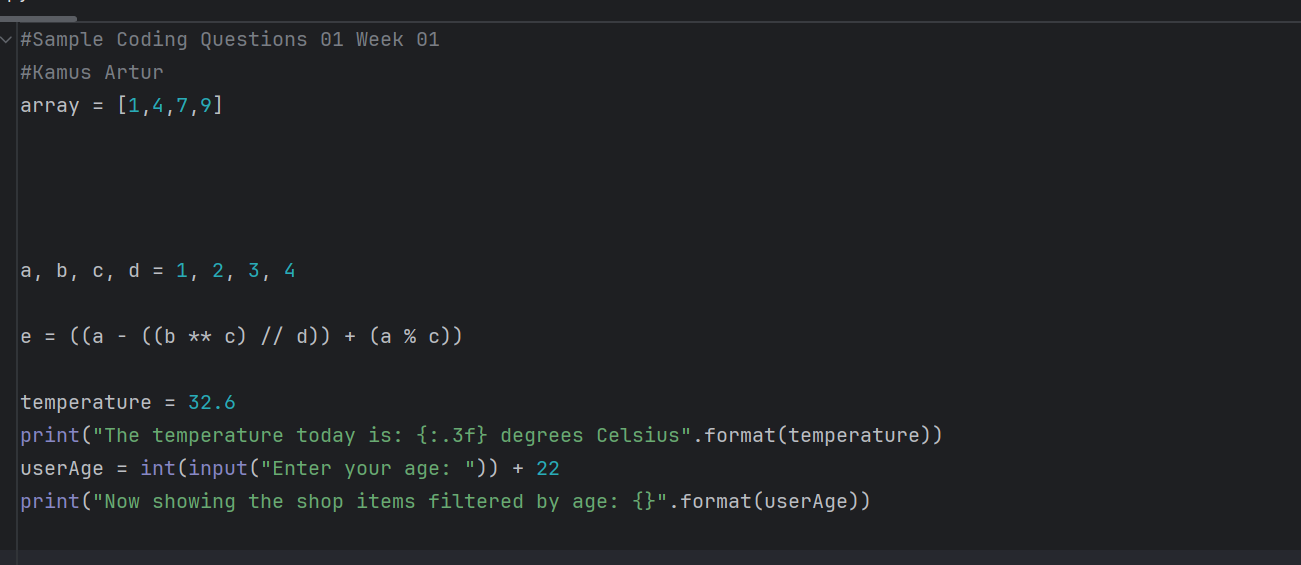 #Sample Coding Questions 01 Week 01
#Kamus Artur
array = [1,4,7,9]
a, b, c, d = 1, 2, 3, 4
e = ((a - ((b ** c) // d)) + (a % c))
temperature = 32.6
print("The temperature today is: {:.3f} degrees Celsius".format(temperature))
userAge = int(input("Enter your age: ")) + 22
print("Now showing the shop items filtered by age: {}".format(userAge))